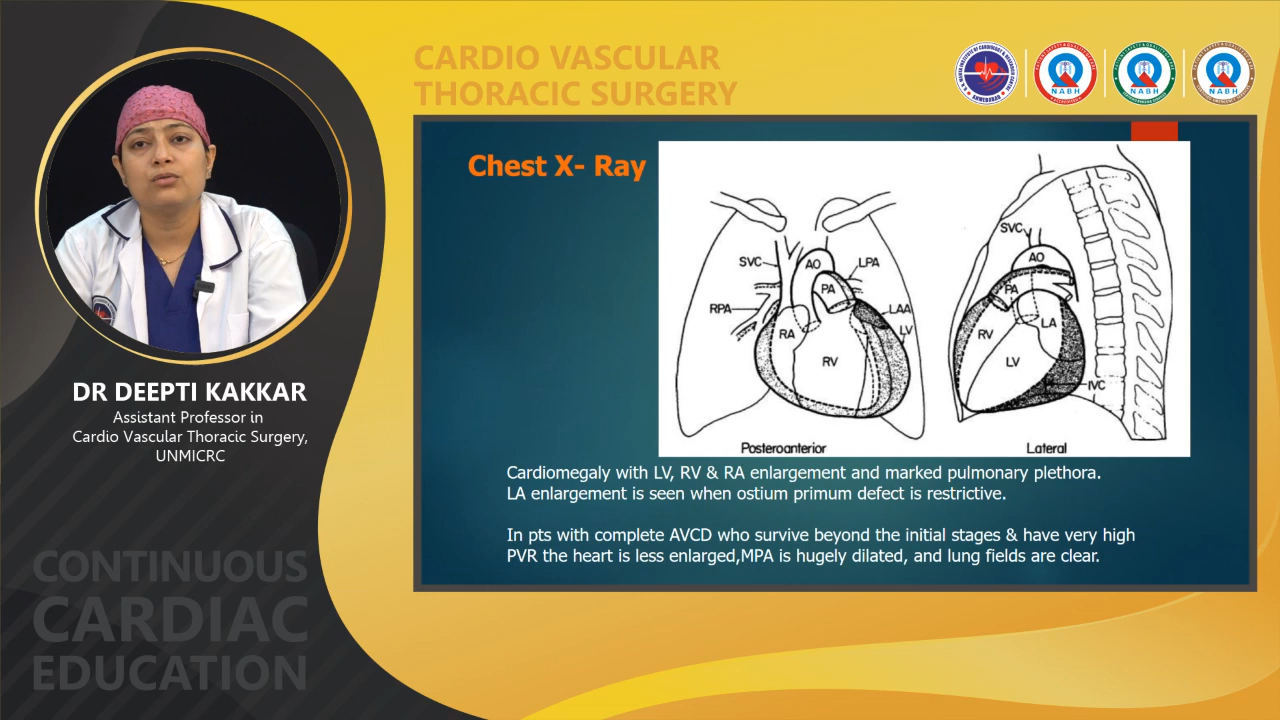 CARDIO VASCULAR
THORACIC SURGERY
NABH
NABH
NABH
Chest X- Ray
SVC
AO
LPA
PA
RPA
LAA
RA
LV
RV
Posteroanterior
SVC
AO
PA
RV
LA
LV
IVC
Lateral
Cardiomegaly with LV, RV & RA enlargement and marked pulmonary plethora.
LA enlargement is seen when ostium primum defect is restrictive.
In pts with complete AVCD who survive beyond the initial stages & have very high
PVR the heart is less enlarged,MPA is hugely dilated, and lung fields are clear.
DR DEEPTI KAKKAR
Assistant Professor in
Cardio Vascular Thoracic Surgery,
UNMICRC
CONTINUOUS
CARDIAC
EDUCATION